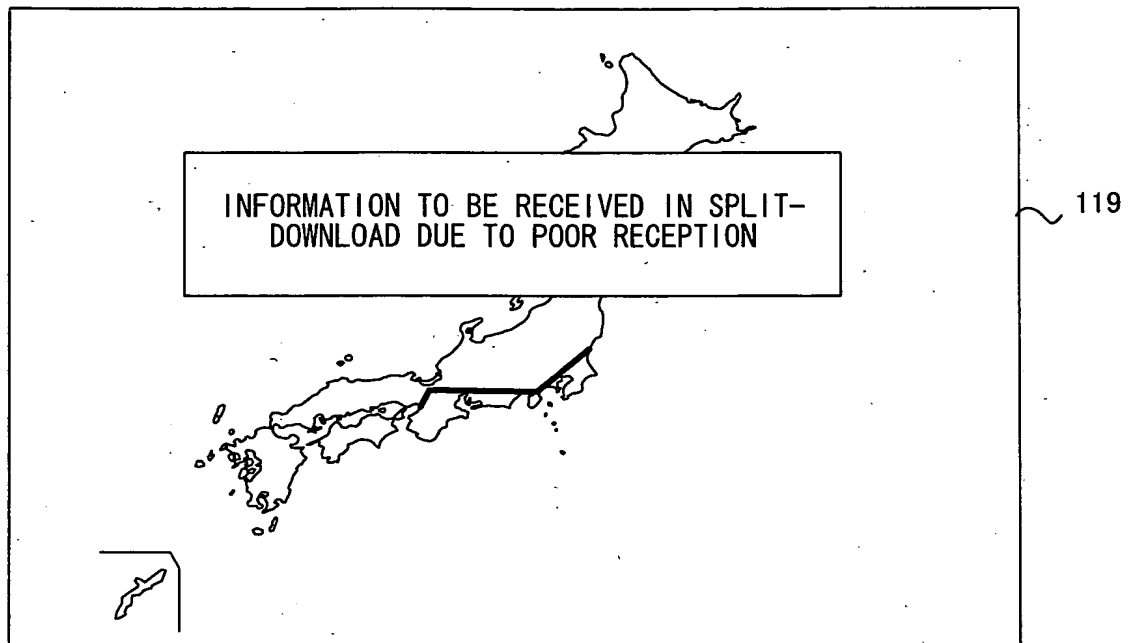 INFORMATION TO BE RECEIVED IN SPLIT-
DOWNLOAD DUE TO POOR RECEPTION
119